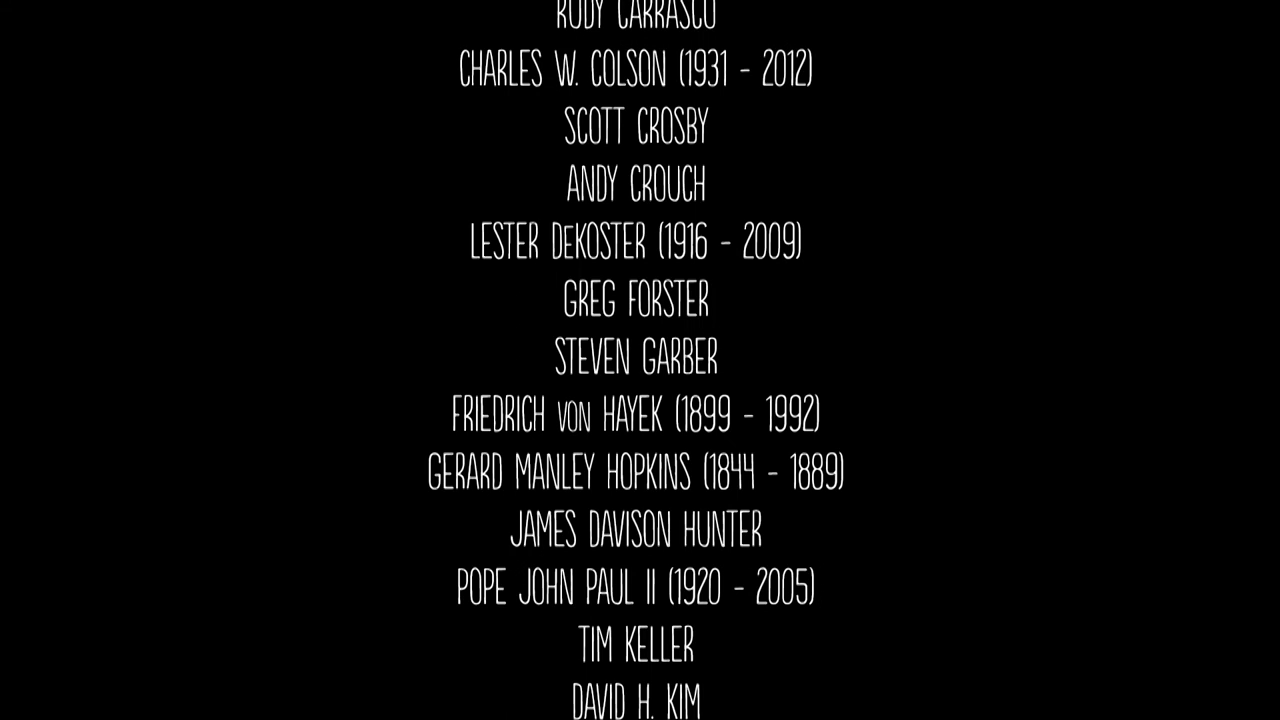 RUDY CARRASCO
CHARLES W. COLSON (1931 - 2012)
SCOTT CROSBY
ANDY CROUCH
LESTER DEKOSTER (1916 - 2009)
GREG FORSTER
STEVEN GARBER
FRIEDRICH VON HAYEK (1899 - 1992)
GERARD MANLEY HOPKINS (1844 - 1889)
JAMES DAVISON HUNTER
POPE JOHN PAUL II (1920 - 2005)
TIM KELLER
DAVID H. KIM